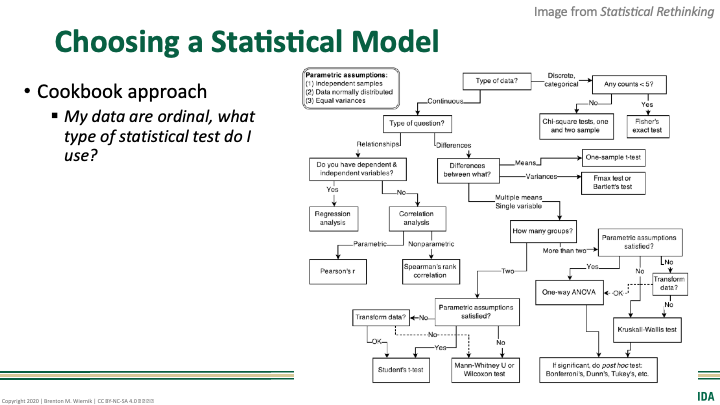 Image from Statistical Rethinking
Choosing a Statistical Model
• Cookbook approach
▪ My data are ordinal, what
type of statistical test do I
use?
Parametric assumptions:
(1) Independent samples
(2) Data normally distributed
(3) Equal variances
Type of data?
Discrete,
categorical
Any counts < 5?
Continuous
No
Yes
Chi-square tests, one
and two sample
Fisher's
exact test
Type of question?
Relationships
Differences
Do you have dependent &
independent variables?
Differences
between what?
Means
One-sample t-test
Variances
Fmax test or
Bartlett's test
Yes
No
Multiple means
Single variable
Regression
analysis
Correlation
analysis
How many groups?
Parametric assumptions
satisfied?
Parametric
Nonparametric
More than two
Yes
No
No
Pearson's r
Spearman's rank
correlation
Two
Transform
data?
OK
One-way ANOVA
No
Parametric assumptions
satisfied?
Transform data?
No
Kruskall-Wallis test
No
OK
Yes
No
Student's t-test
Mann-Whitney U or
Wilcoxon test
If significant, do post hoc test:
Bonferroni's, Dunn's, Tukey's, etc.
Copyright 2020 | Brenton M. Wiernik | CC BY-NC-SA 4.0
IDA